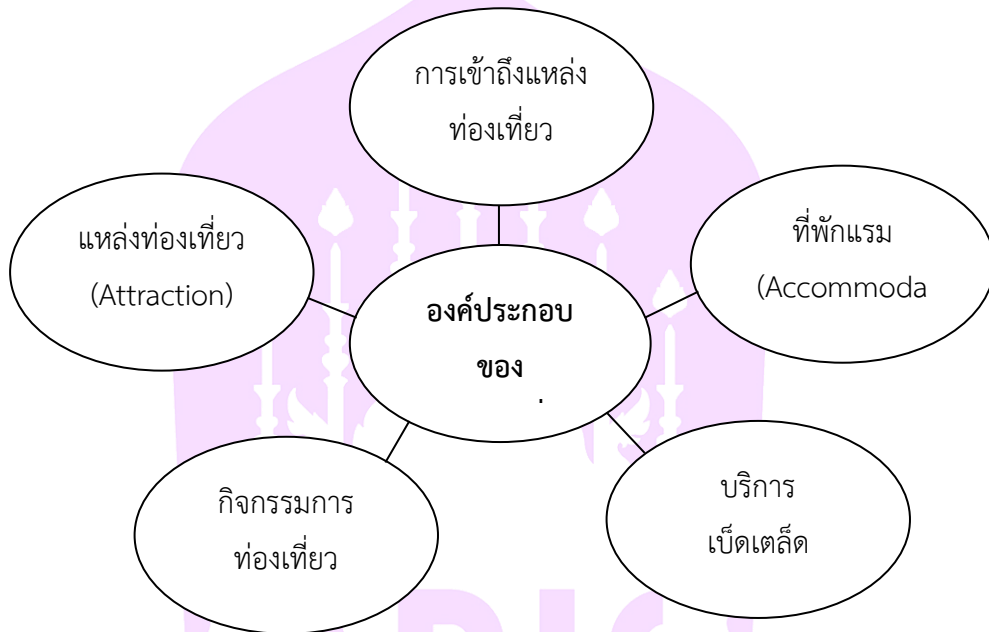 การเข้าถึงแหล่ง
ท่องเที่ยว
แหล่งท่องเที่ยว
(Attraction)
ที่พักแรม
(Accommoda
องค์ประกอบ
ของ
กิจกรรมการ
ท่องเที่ยว
บริการ
เบ็ดเตล็ด